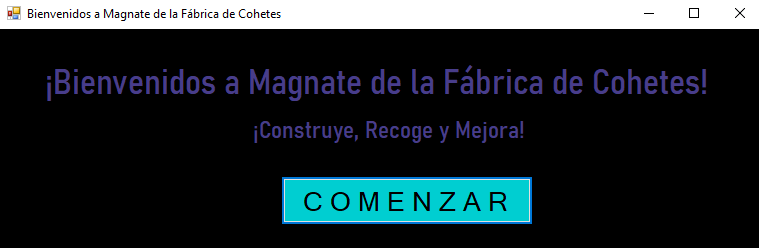 Bienvenidos a Magnate de la Fábrica de Cohetes
¡Bienvenidos a Magnate de la Fábrica de Cohetes!
¡Construye, Recoge y Mejora!
COMENZAR